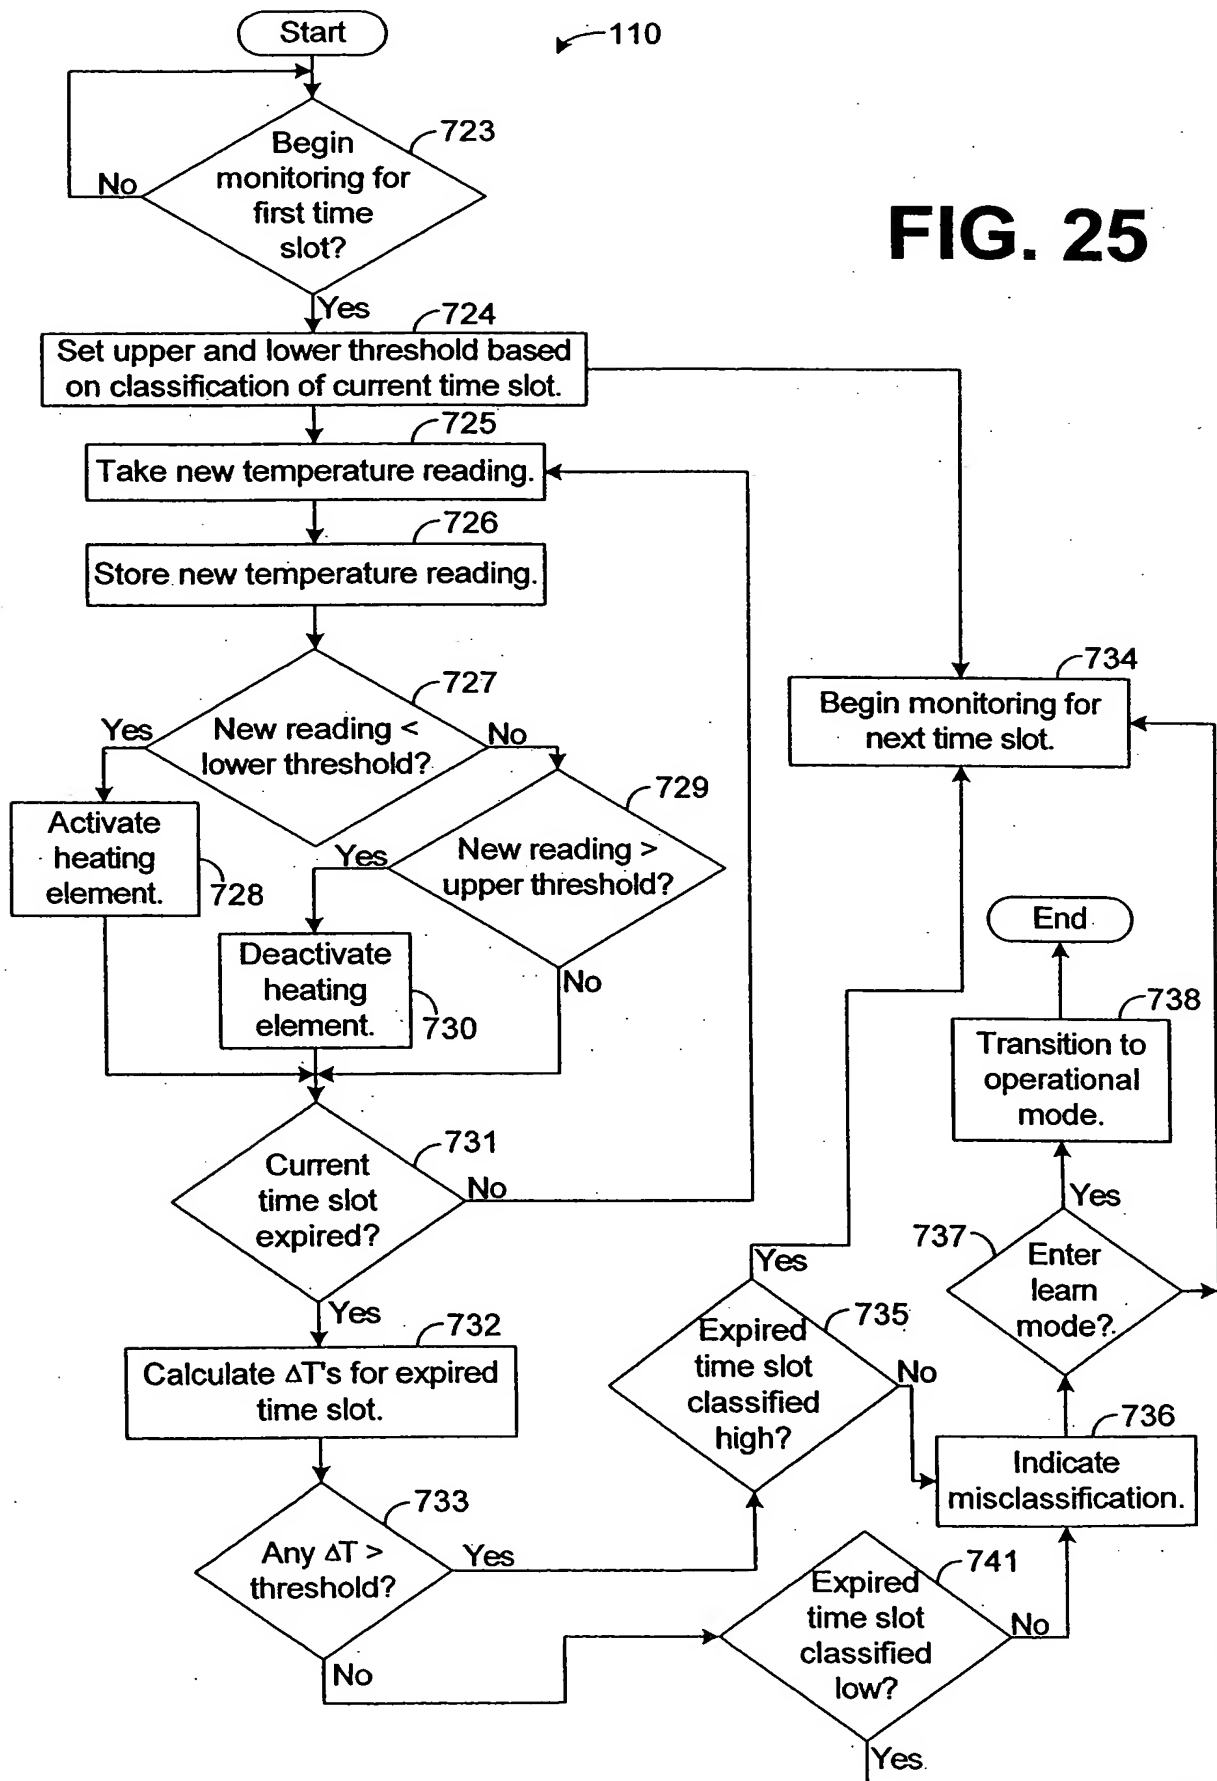 Start
110
723
Begin
monitoring for
first time
slot?
No
FIG. 25
Yes
724
Set upper and lower threshold based
on classification of current time slot.
725
Take new temperature reading.
726
Store new temperature reading.
727
New reading <
lower threshold?
Yes
No
734
Begin monitoring for
next time slot.
Activate
heating
element.
728
729
New reading >
upper threshold?
Yes
No
Deactivate
heating
element.
730
End
738
Transition to
operational
mode.
731
Current
time slot
expired?
No
Yes
737
Enter
learn
mode?
Yes
732
Calculate ΔT's for expired
time slot.
735
Expired
time slot
classified
high?
Yes
No
736
Indicate
misclassification.
733
Any ΔT >
threshold?
Yes
No
741
Expired
time slot
classified
low?
No
Yes